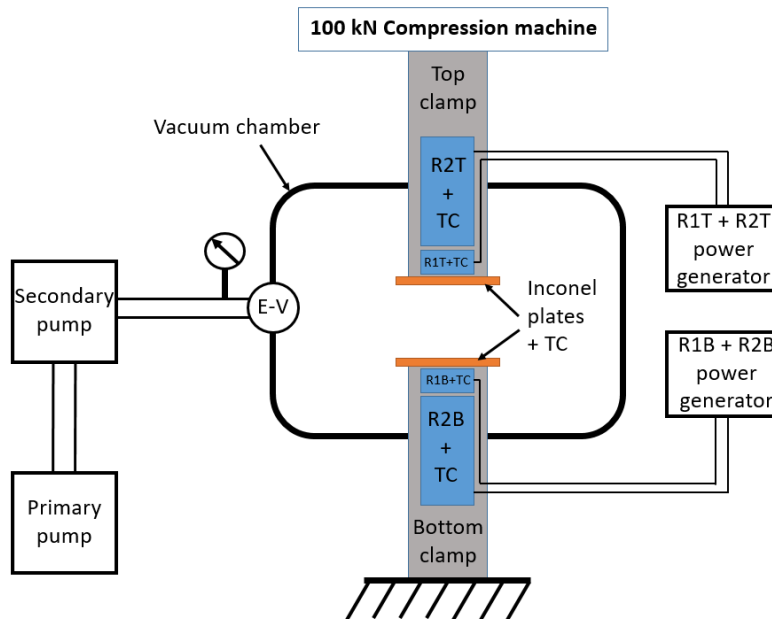 100 kN Compression machine
Top
clamp
Vacuum chamber
R2T
+
TC
R1T+TC
R1T + R2T
power
generator
Secondary
pump
E-V
Inconel
plates
+ TC
R1B + R2B
power
generator
R1B+TC
R2B
+
TC
Primary
pump
Bottom
clamp